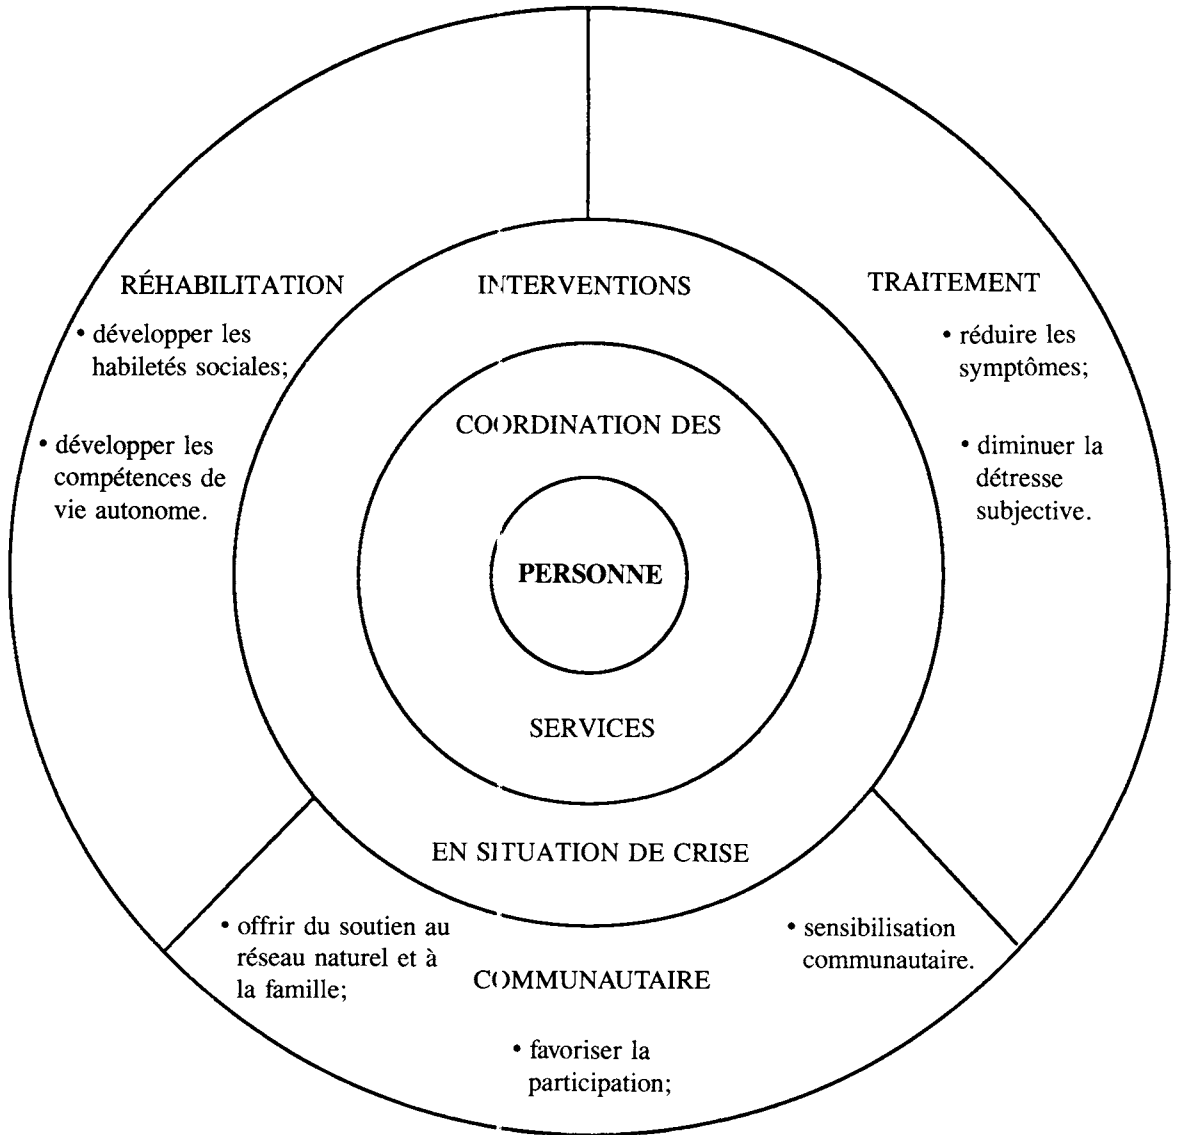 RÉHABILITATION
• développer les
habiletés sociales;
• développer les
compétences de
vie autonome.
INTERVENTIONS
COORDINATION DES
PERSONNE
SERVICES
EN SITUATION DE CRISE
TRAITEMENT
• réduire les
symptômes;
• diminuer la
détresse
subjective.
• offrir du soutien au
réseau naturel et à
la famille;
COMMUNAUTAIRE
• favoriser la
participation;
• sensibilisation
communautaire.